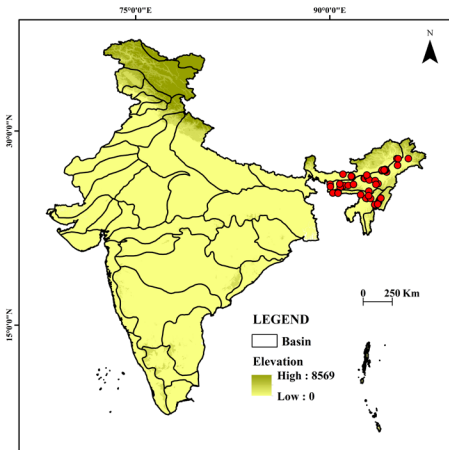 75°0'0"E
90°0'0"E
N
30°0'0"N
15°0'0"N
0 250 Km
LEGEND
Basin
Elevation
High : 8569
Low : 0